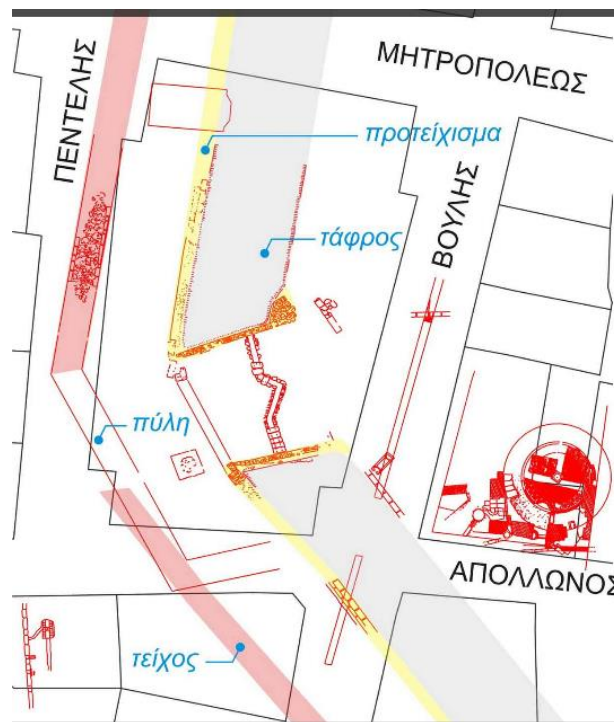 ΜΗΤΡΟΠΟΛΕΩΣ
ΠΕΝΤΕΛΗΣ
προτείχισμα
ΒΟΥΛΗΣ
τάφρος
πύλη
ΑΠΟΛΛΩΝΟΣ
τείχος